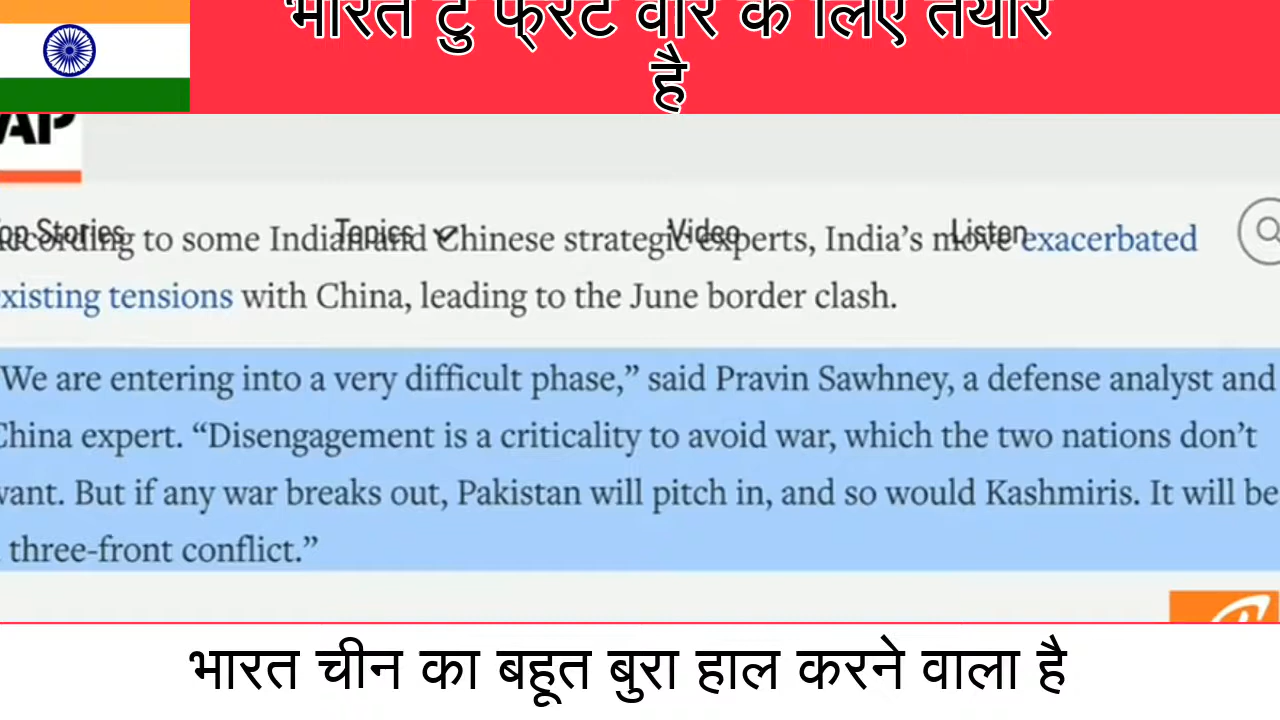 भारत टु फ्रंट वार के लिए तैयार
है
AP
op Stories
Topics
Video
Listen
ccording to some Indian and Chinese strategic experts, India’s move exacerbated
xisting tensions with China, leading to the June border clash.
“We are entering into a very difficult phase,” said Pravin Sawhney, a defense analyst and
China expert. “Disengagement is a criticality to avoid war, which the two nations don’t
want. But if any war breaks out, Pakistan will pitch in, and so would Kashmiris. It will be
three-front conflict.”
भारत चीन का बहूत बुरा हाल करने वाला है